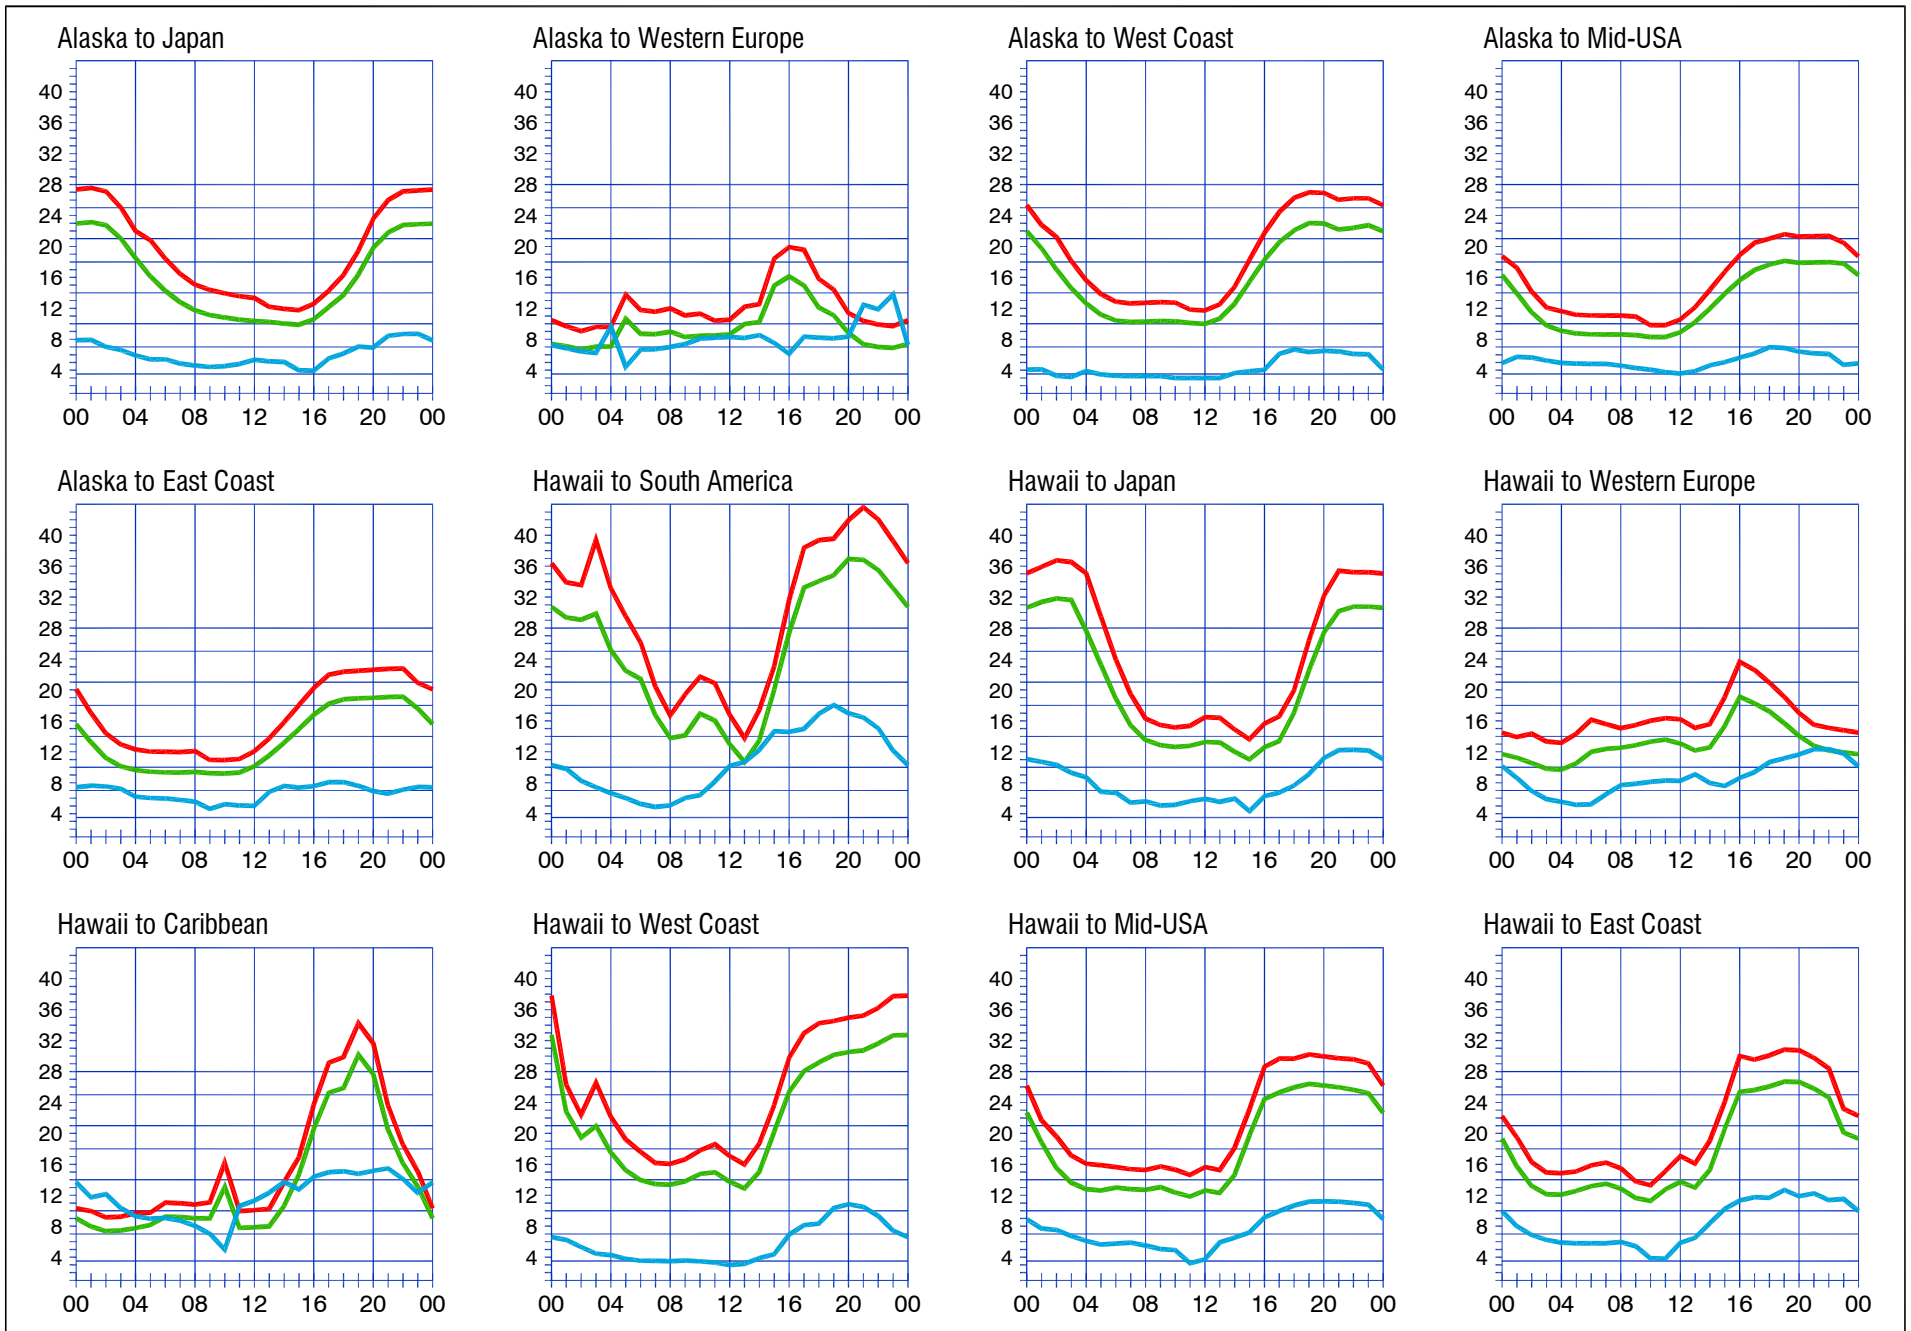 Alaska to Japan Alaska to Western Europe Alaska to West Coast Alaska to Mid-USA
40 40 40 40
36 36 36 36
32 32 32 32
28 28 28 28
24 24 24 24
20 20 20 20
16 16 16 16
12 12 12 12
8 8 8 8
4 4 4 4
00 04 08 12 16 20 00 00 04 08 12 16 20 00 00 04 08 12 16 20 00 00 04 08 12 16 20 00
Alaska to East Coast Hawaii to South America Hawaii to Japan Hawaii to Western Europe
40 40 40 40
36 36 36 36
32 32 32 32
28 28 28 28
24 24 24 24
20 20 20 20
16 16 16 16
12 12 12 12
8 8 8 8
4 4 4 4
00 04 08 12 16 20 00 00 04 08 12 16 20 00 00 04 08 12 16 20 00 00 04 08 12 16 20 00
Hawaii to Caribbean Hawaii to West Coast Hawaii to Mid-USA Hawaii to East Coast
40 40 40 40
36 36 36 36
32 32 32 32
28 28 28 28
24 24 24 24
20 20 20 20
16 16 16 16
12 12 12 12
8 8 8 8
4 4 4 4
00 04 08 12 16 20 00 00 04 08 12 16 20 00 00 04 08 12 16 20 00 00 04 08 12 16 20 00